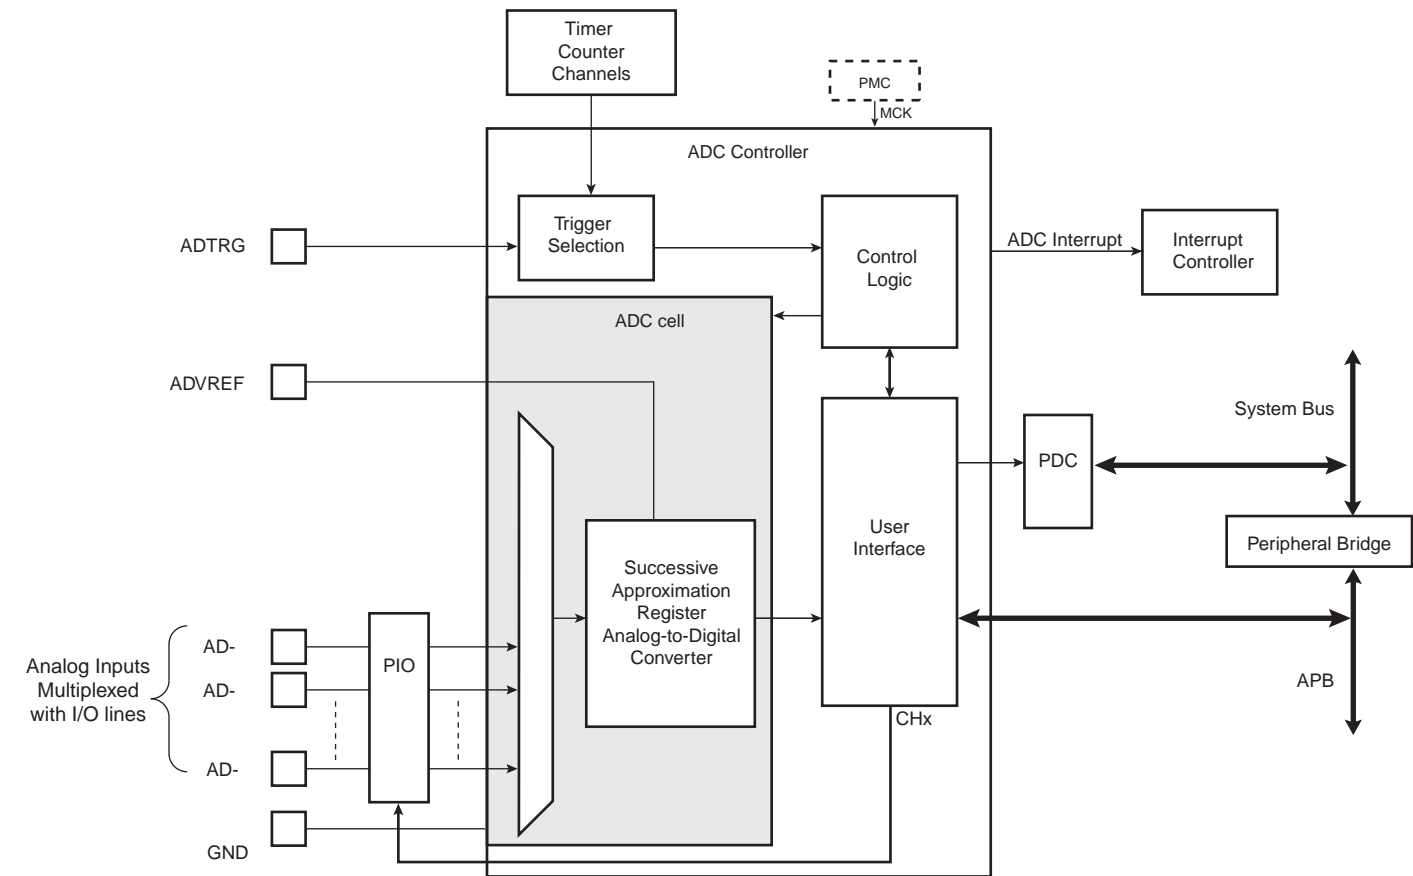 Timer
Counter
Channels
PMC
MCK
ADC Controller
Trigger
Selection
ADTRG
Control
Logic
ADC Interrupt
Interrupt
Controller
ADC cell
ADVREF
System Bus
PDC
User
Interface
Peripheral Bridge
Successive
Approximation
Register
Analog-to-Digital
Converter
Analog Inputs
Multiplexed
with I/O lines
AD-
AD-
AD-
PIO
APB
CHx
GND